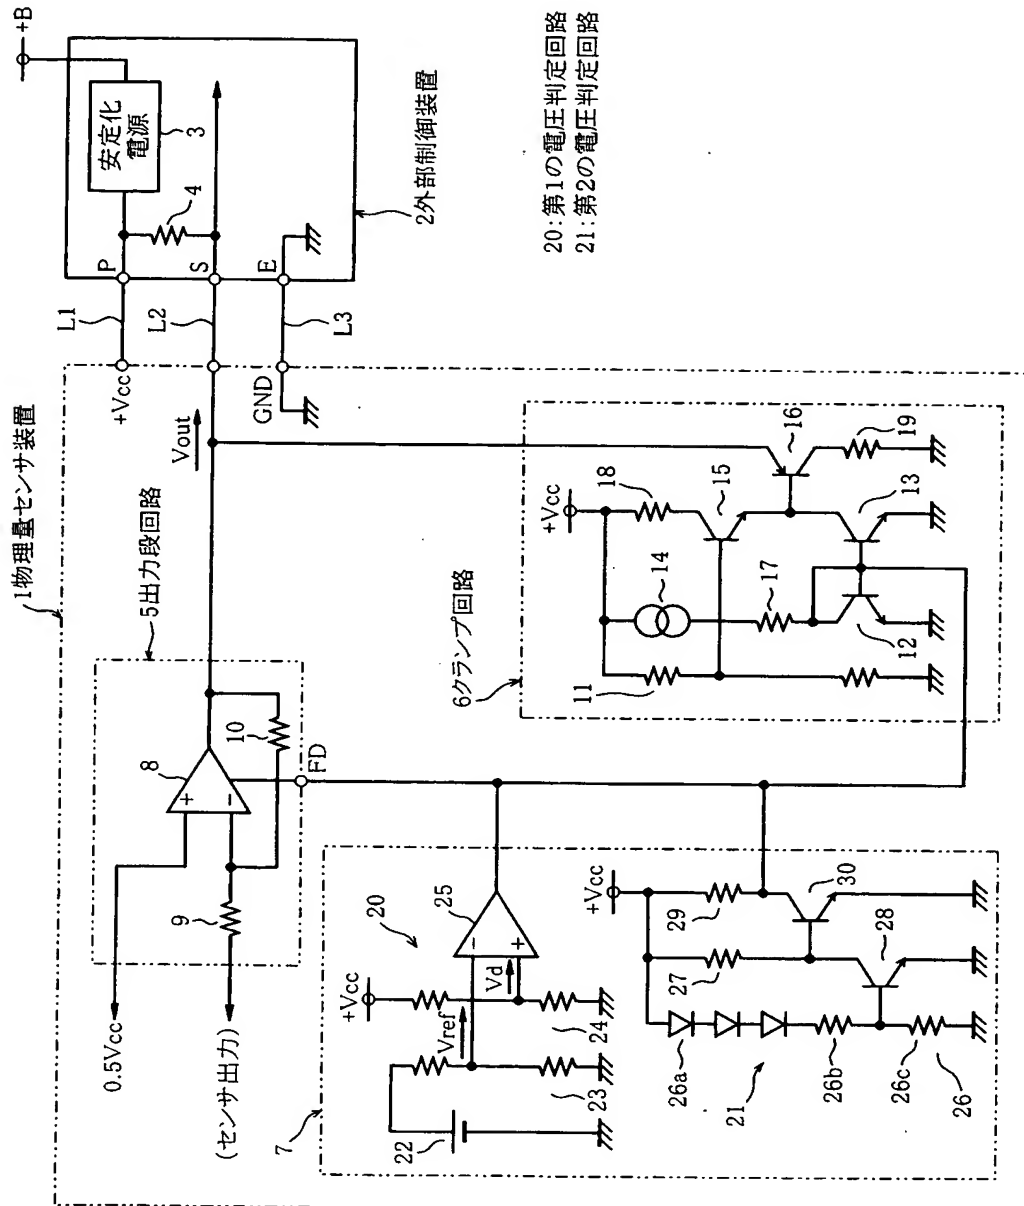 1物理量センサ装置
5出力段回路
0.5Vcc
(センサ出力)
8
+
−
9
10
FD
Vout
+Vcc
GND
L1
L2
L3
P
S
E
+B
安定化
電源
3
4
2外部制御装置
20:第1の電圧判定回路
21:第2の電圧判定回路
7
20
+Vcc
Vref
Vd
25
−
+
22
23
24
+Vcc
26a
27
29
30
21
26b
26c
28
26
6クランプ回路
+Vcc
11
14
18
15
16
17
12
13
19